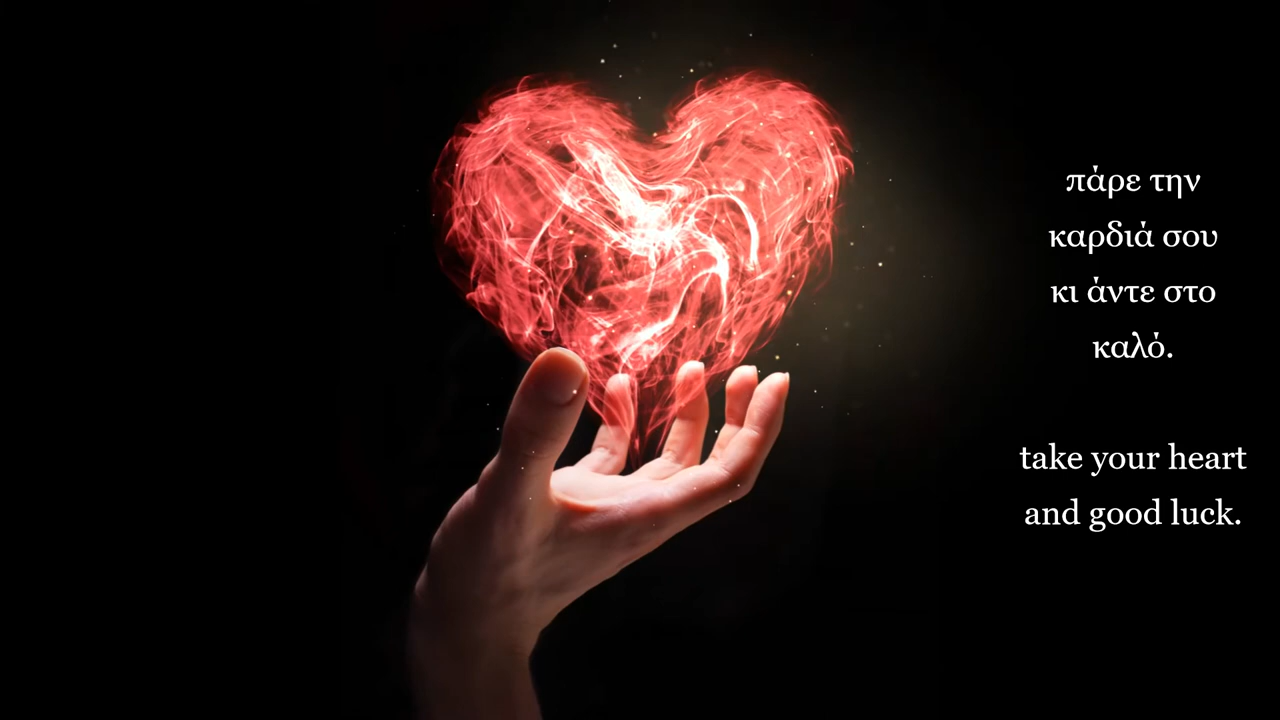 πάρε την
καρδιά σου
κι άντε στο
καλό.
take your heart
and good luck.